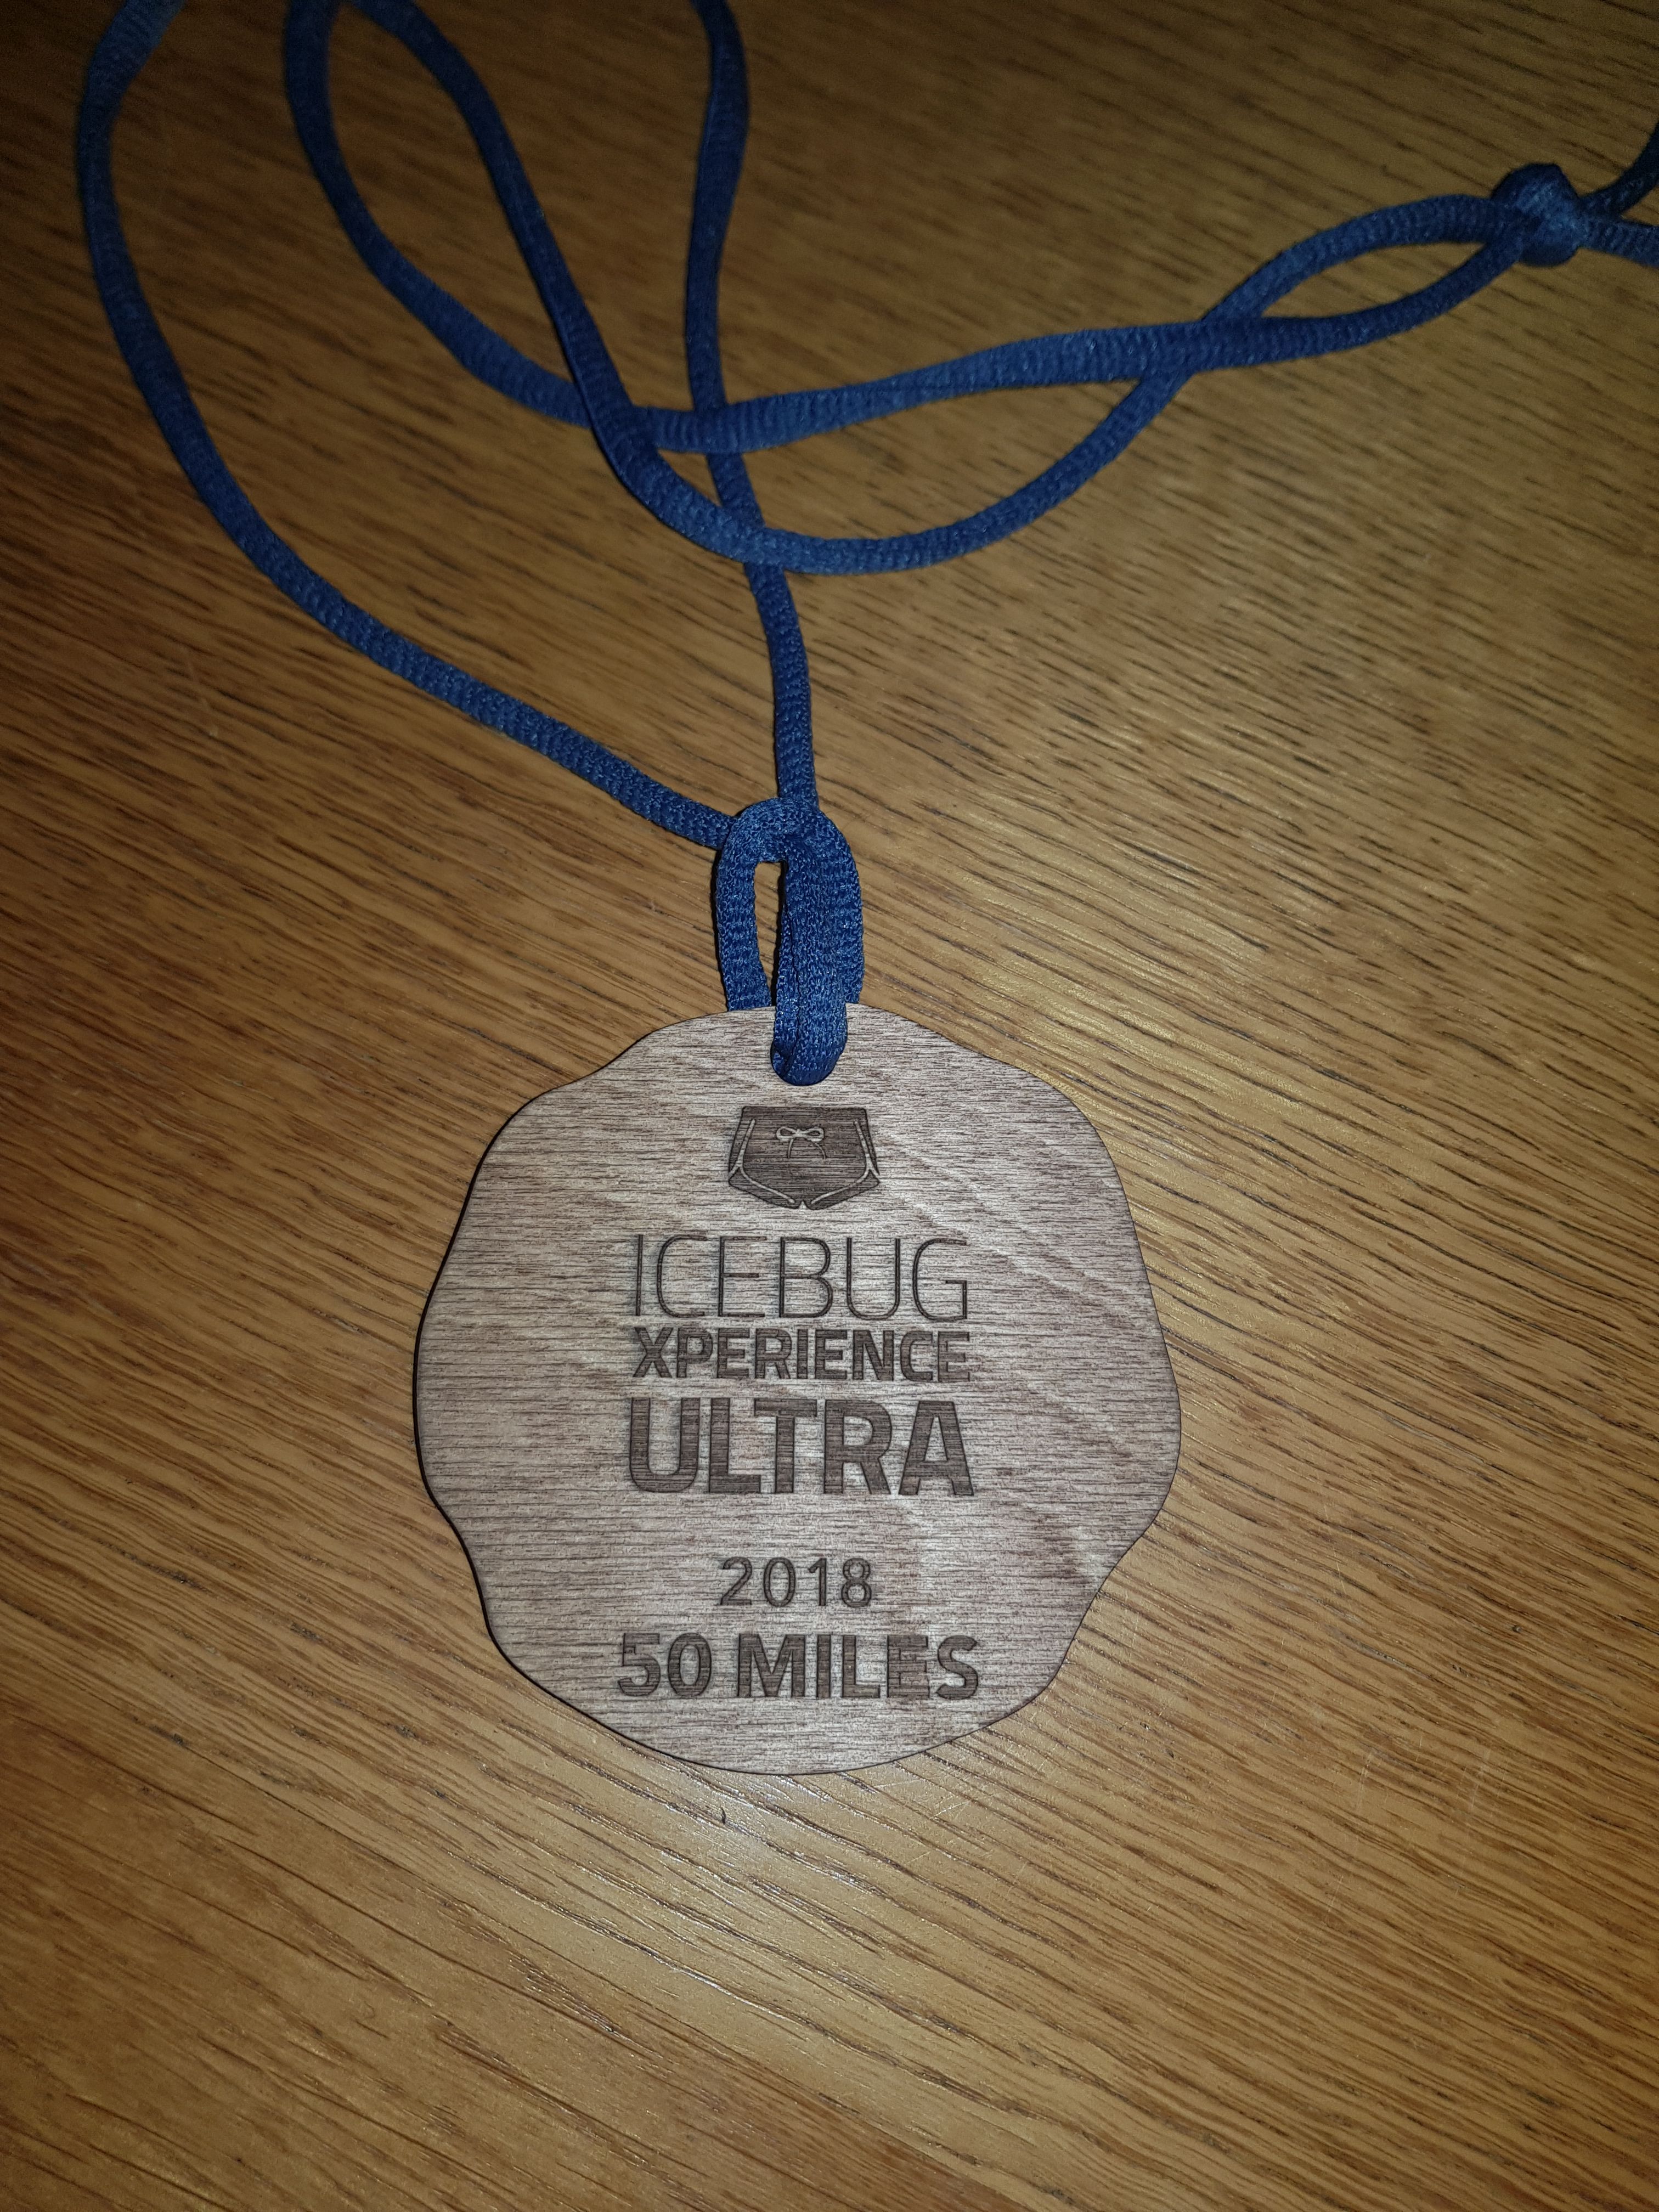 ICEBUG
XPERIENCE
ULTRA
2018
50 MILES